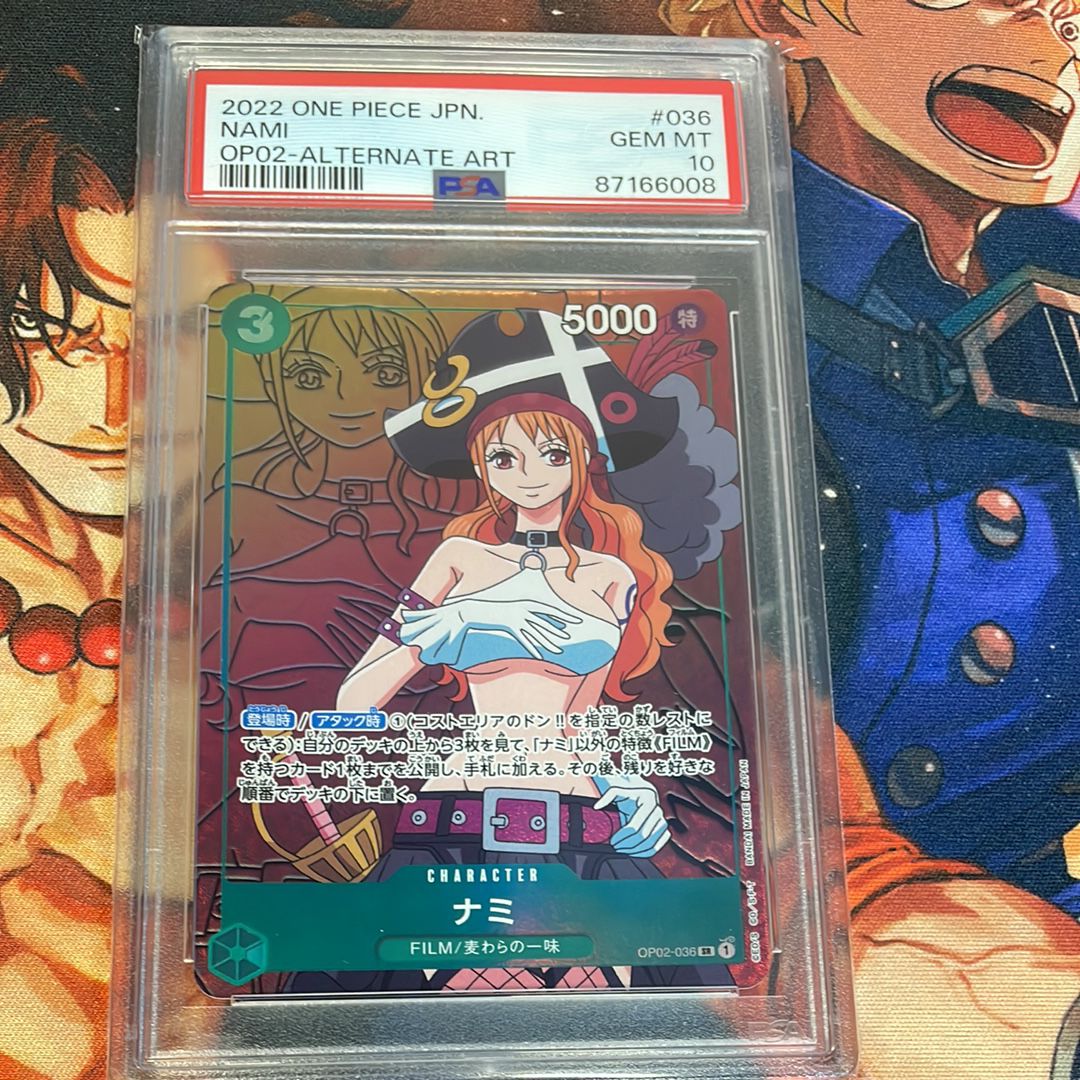 2022 ONE PIECE JPN.
#036
NAMI
GEM MT
OP02-ALTERNATE ART
10
PSA
87166008
3
5000
特
登場時/アタック時①(コストエリアのドン!!を指定の数レストに
できる):自分のデッキの上から3枚を見て、「ナミ」以外の特徴《FILM》
を持つカード1枚までを公開し、手札に加える。その後、残りを好きな
順番でデッキの下に置く。
CHARACTER
ナミ
FILM/麦わらの一味
OP02-036 SR 1
BANDAI MADE IN JAPAN